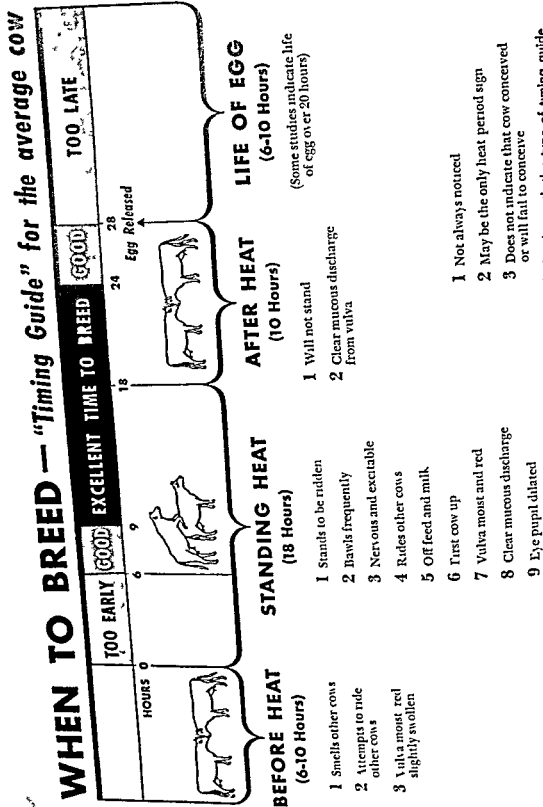 WHEN TO BREED — "Timing Guide" for the average cow
TOO EARLY GOOD EXCELLENT TIME TO BREED GOOD TOO LATE
HOURS 0 6 9 18 24 28
Egg Released
BEFORE HEAT
(6-10 Hours)
1 Smells other cows
2 Attempts to ride
other cows
3 Vulva moist red
slightly swollen
STANDING HEAT
(18 Hours)
1 Stands to be ridden
2 Bawls frequently
3 Nervous and excitable
4 Rides other cows
5 Off feed and milk
6 First cow up
7 Vulva moist and red
8 Clear mucous discharge
9 Eye pupil dilated
AFTER HEAT
(10 Hours)
1 Will not stand
2 Clear mucous discharge
from vulva
LIFE OF EGG
(6-10 Hours)
(Some studies indicate life
of egg over 20 hours)
1 Not always noticed
2 May be the only heat period sign
3 Does not indicate that cow conceived
or will fail to conceive